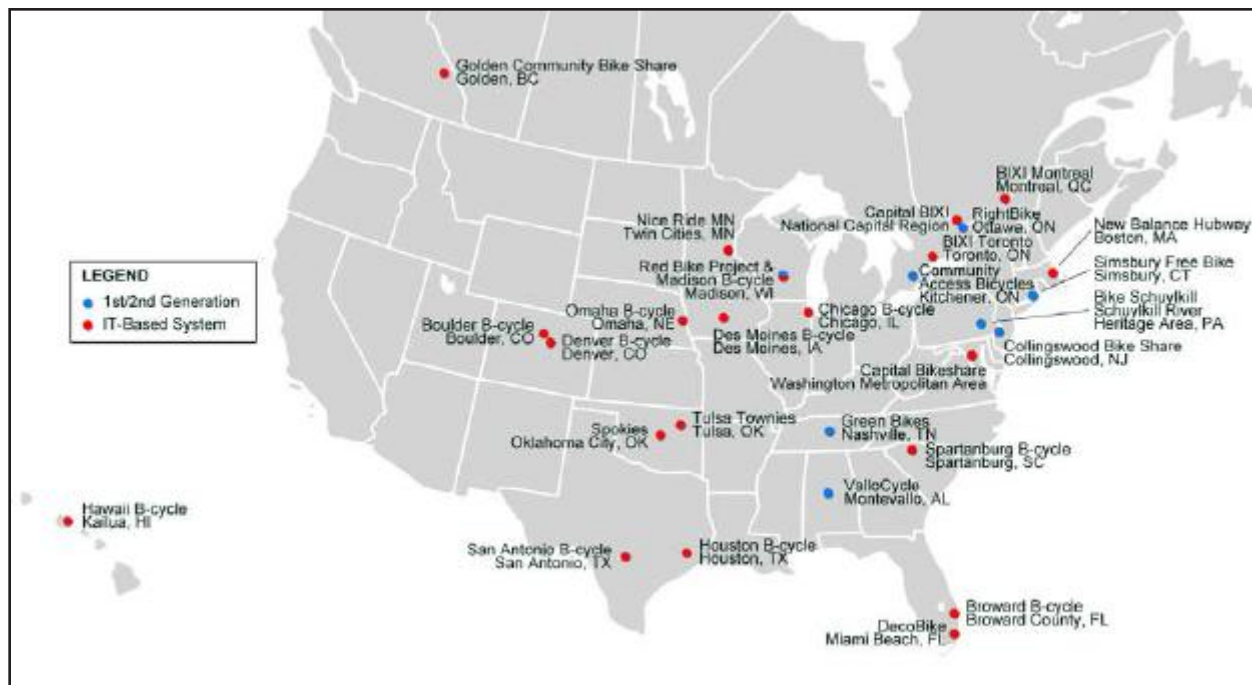 Golden Community Bike Share
Golden, BC
BIXI Montreal
Montreal, QC
Capital BIXI
National Capital Region
RightBike
Ottawa, ON
Nice Ride MN
Twin Cities, MN
New Balance Hubway
Boston, MA
BIXI Toronto
Toronto, ON
Simsbury Free Bike
Simsbury, CT
LEGEND
1st/2nd Generation
IT-Based System
Red Bike Project &
Madison B-cycle
Madison, WI
Community
Access Bicycles
Kitchener, ON
Bike Schuylkill
Schuylkill River
Heritage Area, PA
Omaha B-cycle
Omaha, NE
Chicago B-cycle
Chicago, IL
Boulder B-cycle
Boulder, CO
Denver B-cycle
Denver, CO
Des Moines B-cycle
Des Moines, IA
Collingswood Bike Share
Collingswood, NJ
Capital Bikeshare
Washington Metropolitan Area
Tulsa Townies
Tulsa, OK
Spokies
Oklahoma City, OK
Green Bikes
Nashville, TN
Spartanburg B-cycle
Spartanburg, SC
ValloCycle
Montevallo, AL
Hawaii B-cycle
Kailua, HI
San Antonio B-cycle
San Antonio, TX
Houston B-cycle
Houston, TX
Broward B-cycle
Broward County, FL
DecoBike
Miami Beach, FL